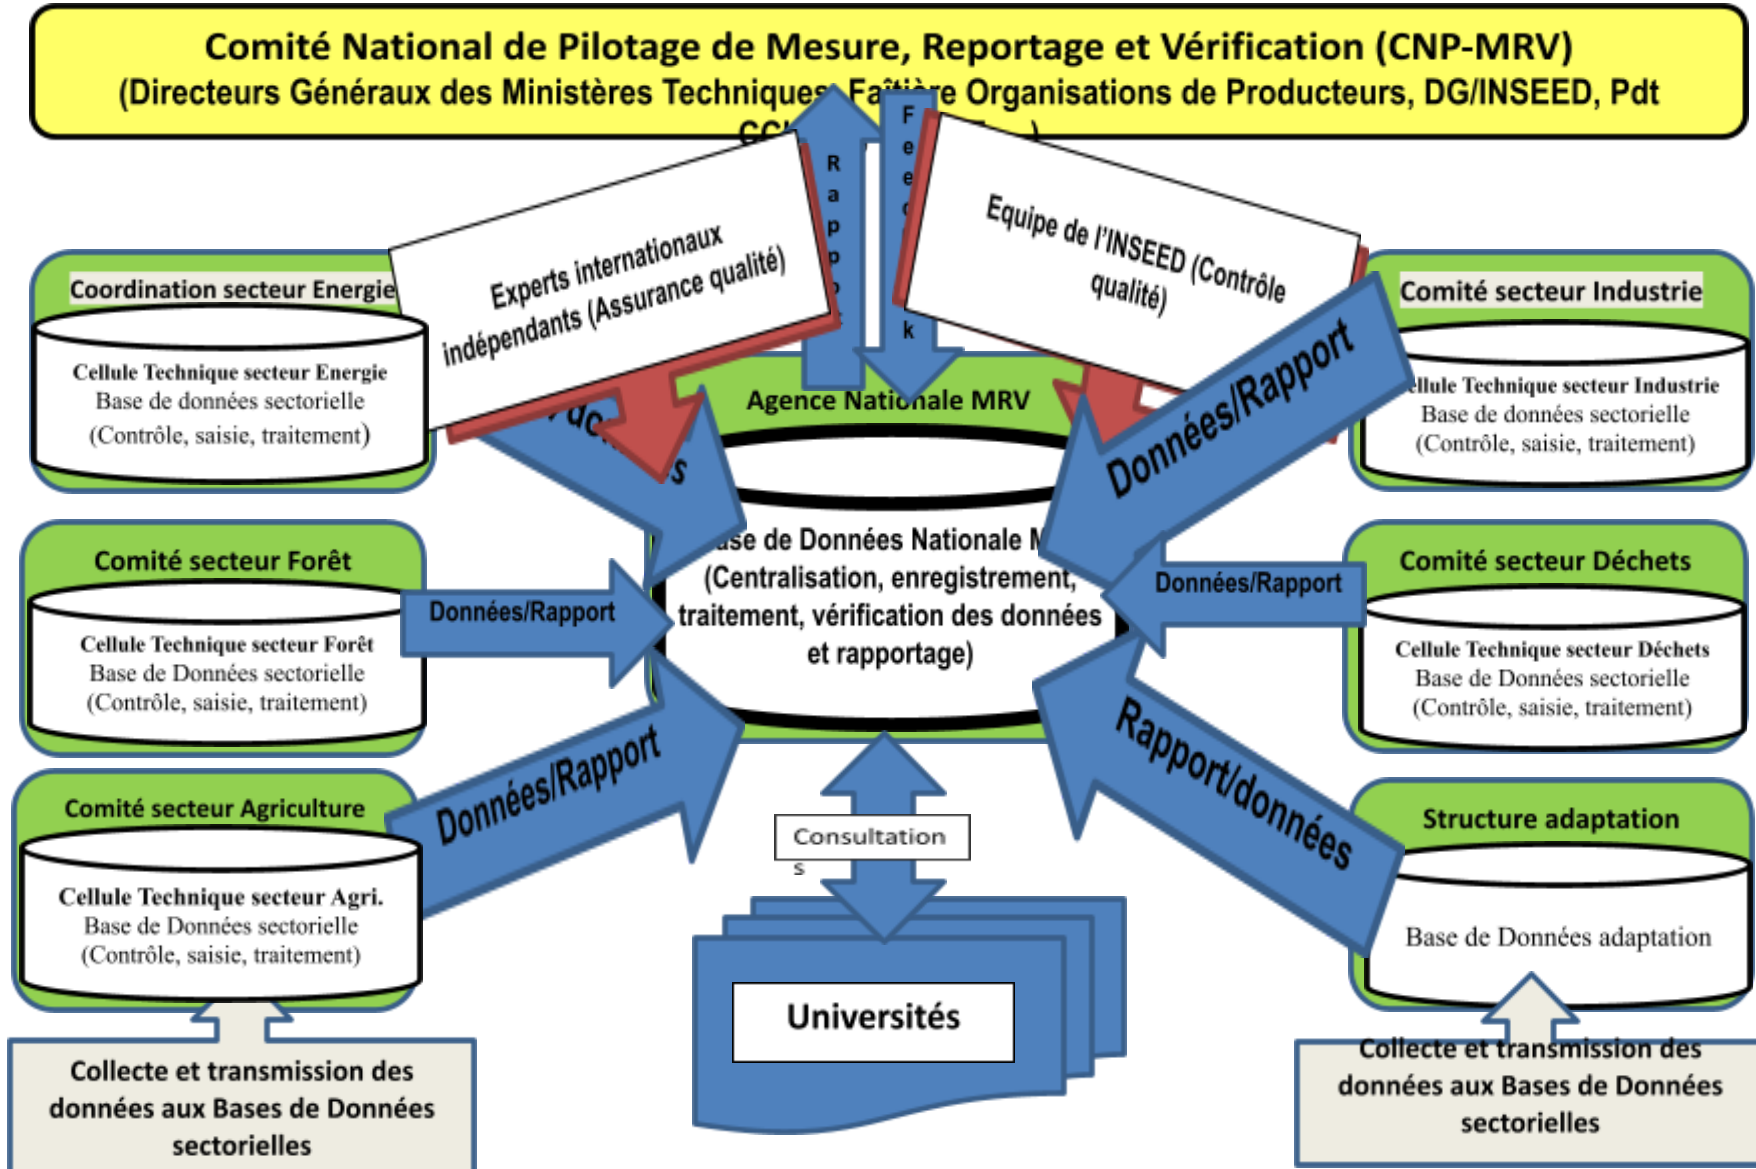 Comité National de Pilotage de Mesure, Reportage et Vérification (CNP-MRV)
(Directeurs Généraux des Ministères Techniques, Faîtière Organisations de Producteurs, DG/INSEED, Pdt
Rapport
Experts internationaux
indépendants (Assurance qualité)
Equipe de l'INSEED (Contrôle
qualité)
Coordination secteur Energie
Cellule Technique secteur Energie
Base de données sectorielle
(Contrôle, saisie, traitement)
Comité secteur Industrie
Technique secteur Industrie
Base de données sectorielle
(Contrôle, saisie, traitement)
Données/Rapport
Agence Nationale MRV
de Données Nationale
(Centralisation, enregistrement,
traitement, vérification des données
et rapportage)
Comité secteur Forêt
Cellule Technique secteur Forêt
Base de Données sectorielle
(Contrôle, saisie, traitement)
Données/Rapport
Comité secteur Déchets
Cellule Technique secteur Déchets
Base de Données sectorielle
(Contrôle, saisie, traitement)
Données/Rapport
Comité secteur Agriculture
Cellule Technique secteur Agri.
Base de Données sectorielle
(Contrôle, saisie, traitement)
Données/Rapport
Rapport/données
Structure adaptation
Base de Données adaptation
Consultation
s
Universités
Collecte et transmission des
données aux Bases de Données
sectorielles
Collecte et transmission des
données aux Bases de Données
sectorielles